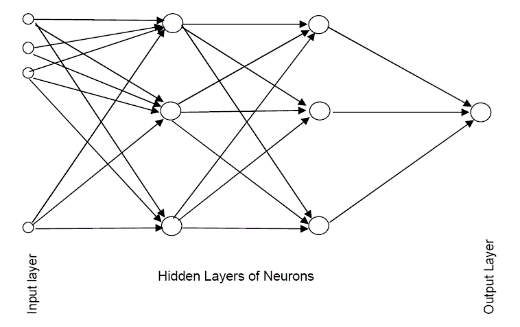 Input layer
Hidden Layers of Neurons
Output Layer